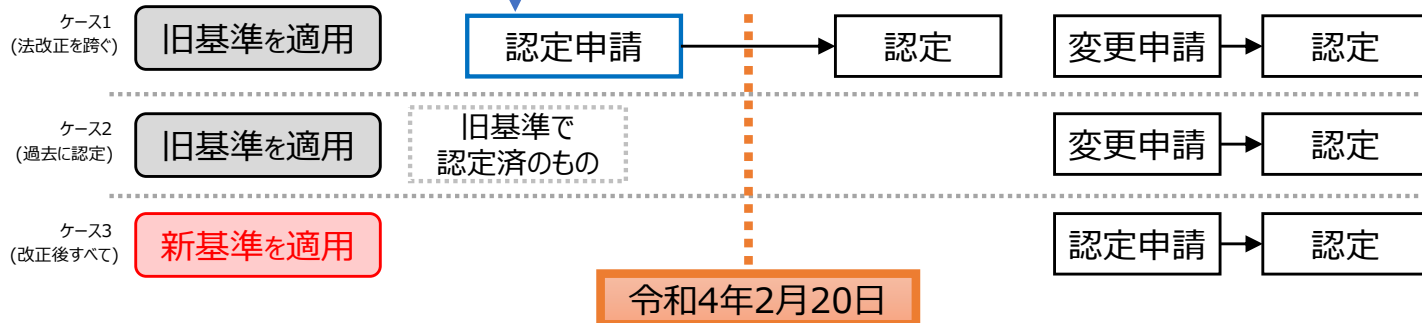 ケース1
(法改正を跨ぐ)
旧基準を適用
認定申請
認定
変更申請
認定
ケース2
(過去に認定)
旧基準を適用
旧基準で
認定済のもの
変更申請
認定
ケース3
(改正後すべて)
新基準を適用
認定申請
認定
令和4年2月20日